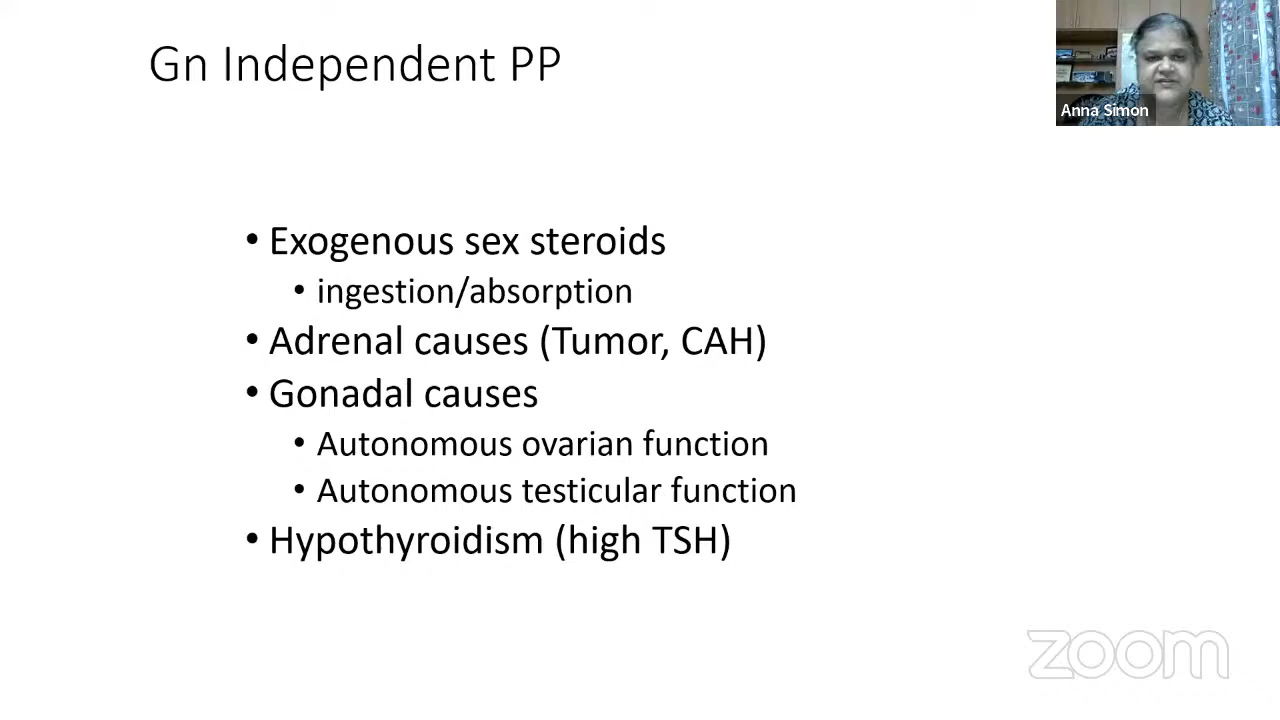 Gn Independent PP
Anna Simon
• Exogenous sex steroids
• ingestion/absorption
• Adrenal causes (Tumor, CAH)
• Gonadal causes
• Autonomous ovarian function
• Autonomous testicular function
• Hypothyroidism (high TSH)
zoom